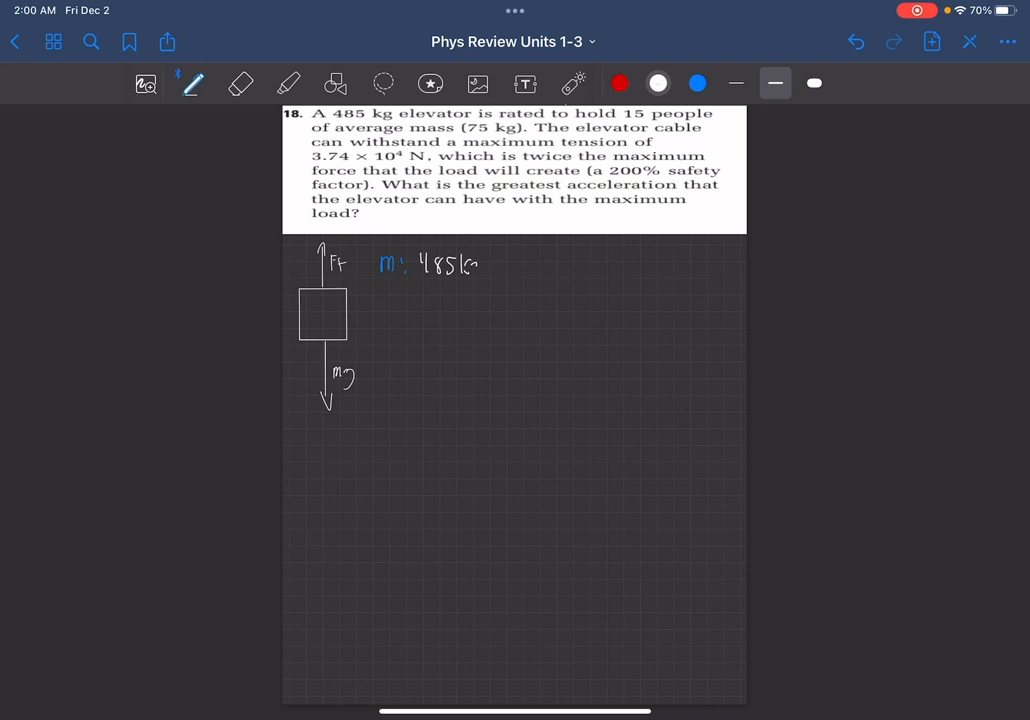 2:00 AM Fri Dec 2
70%
Phys Review Units 1-3
T
18. A 485 kg elevator is rated to hold 15 people
of average mass (75 kg). The elevator cable
can withstand a maximum tension of
3.74 × 10⁴ N, which is twice the maximum
force that the load will create (a 200% safety
factor). What is the greatest acceleration that
the elevator can have with the maximum
load?
Ft m: 485kg
mg